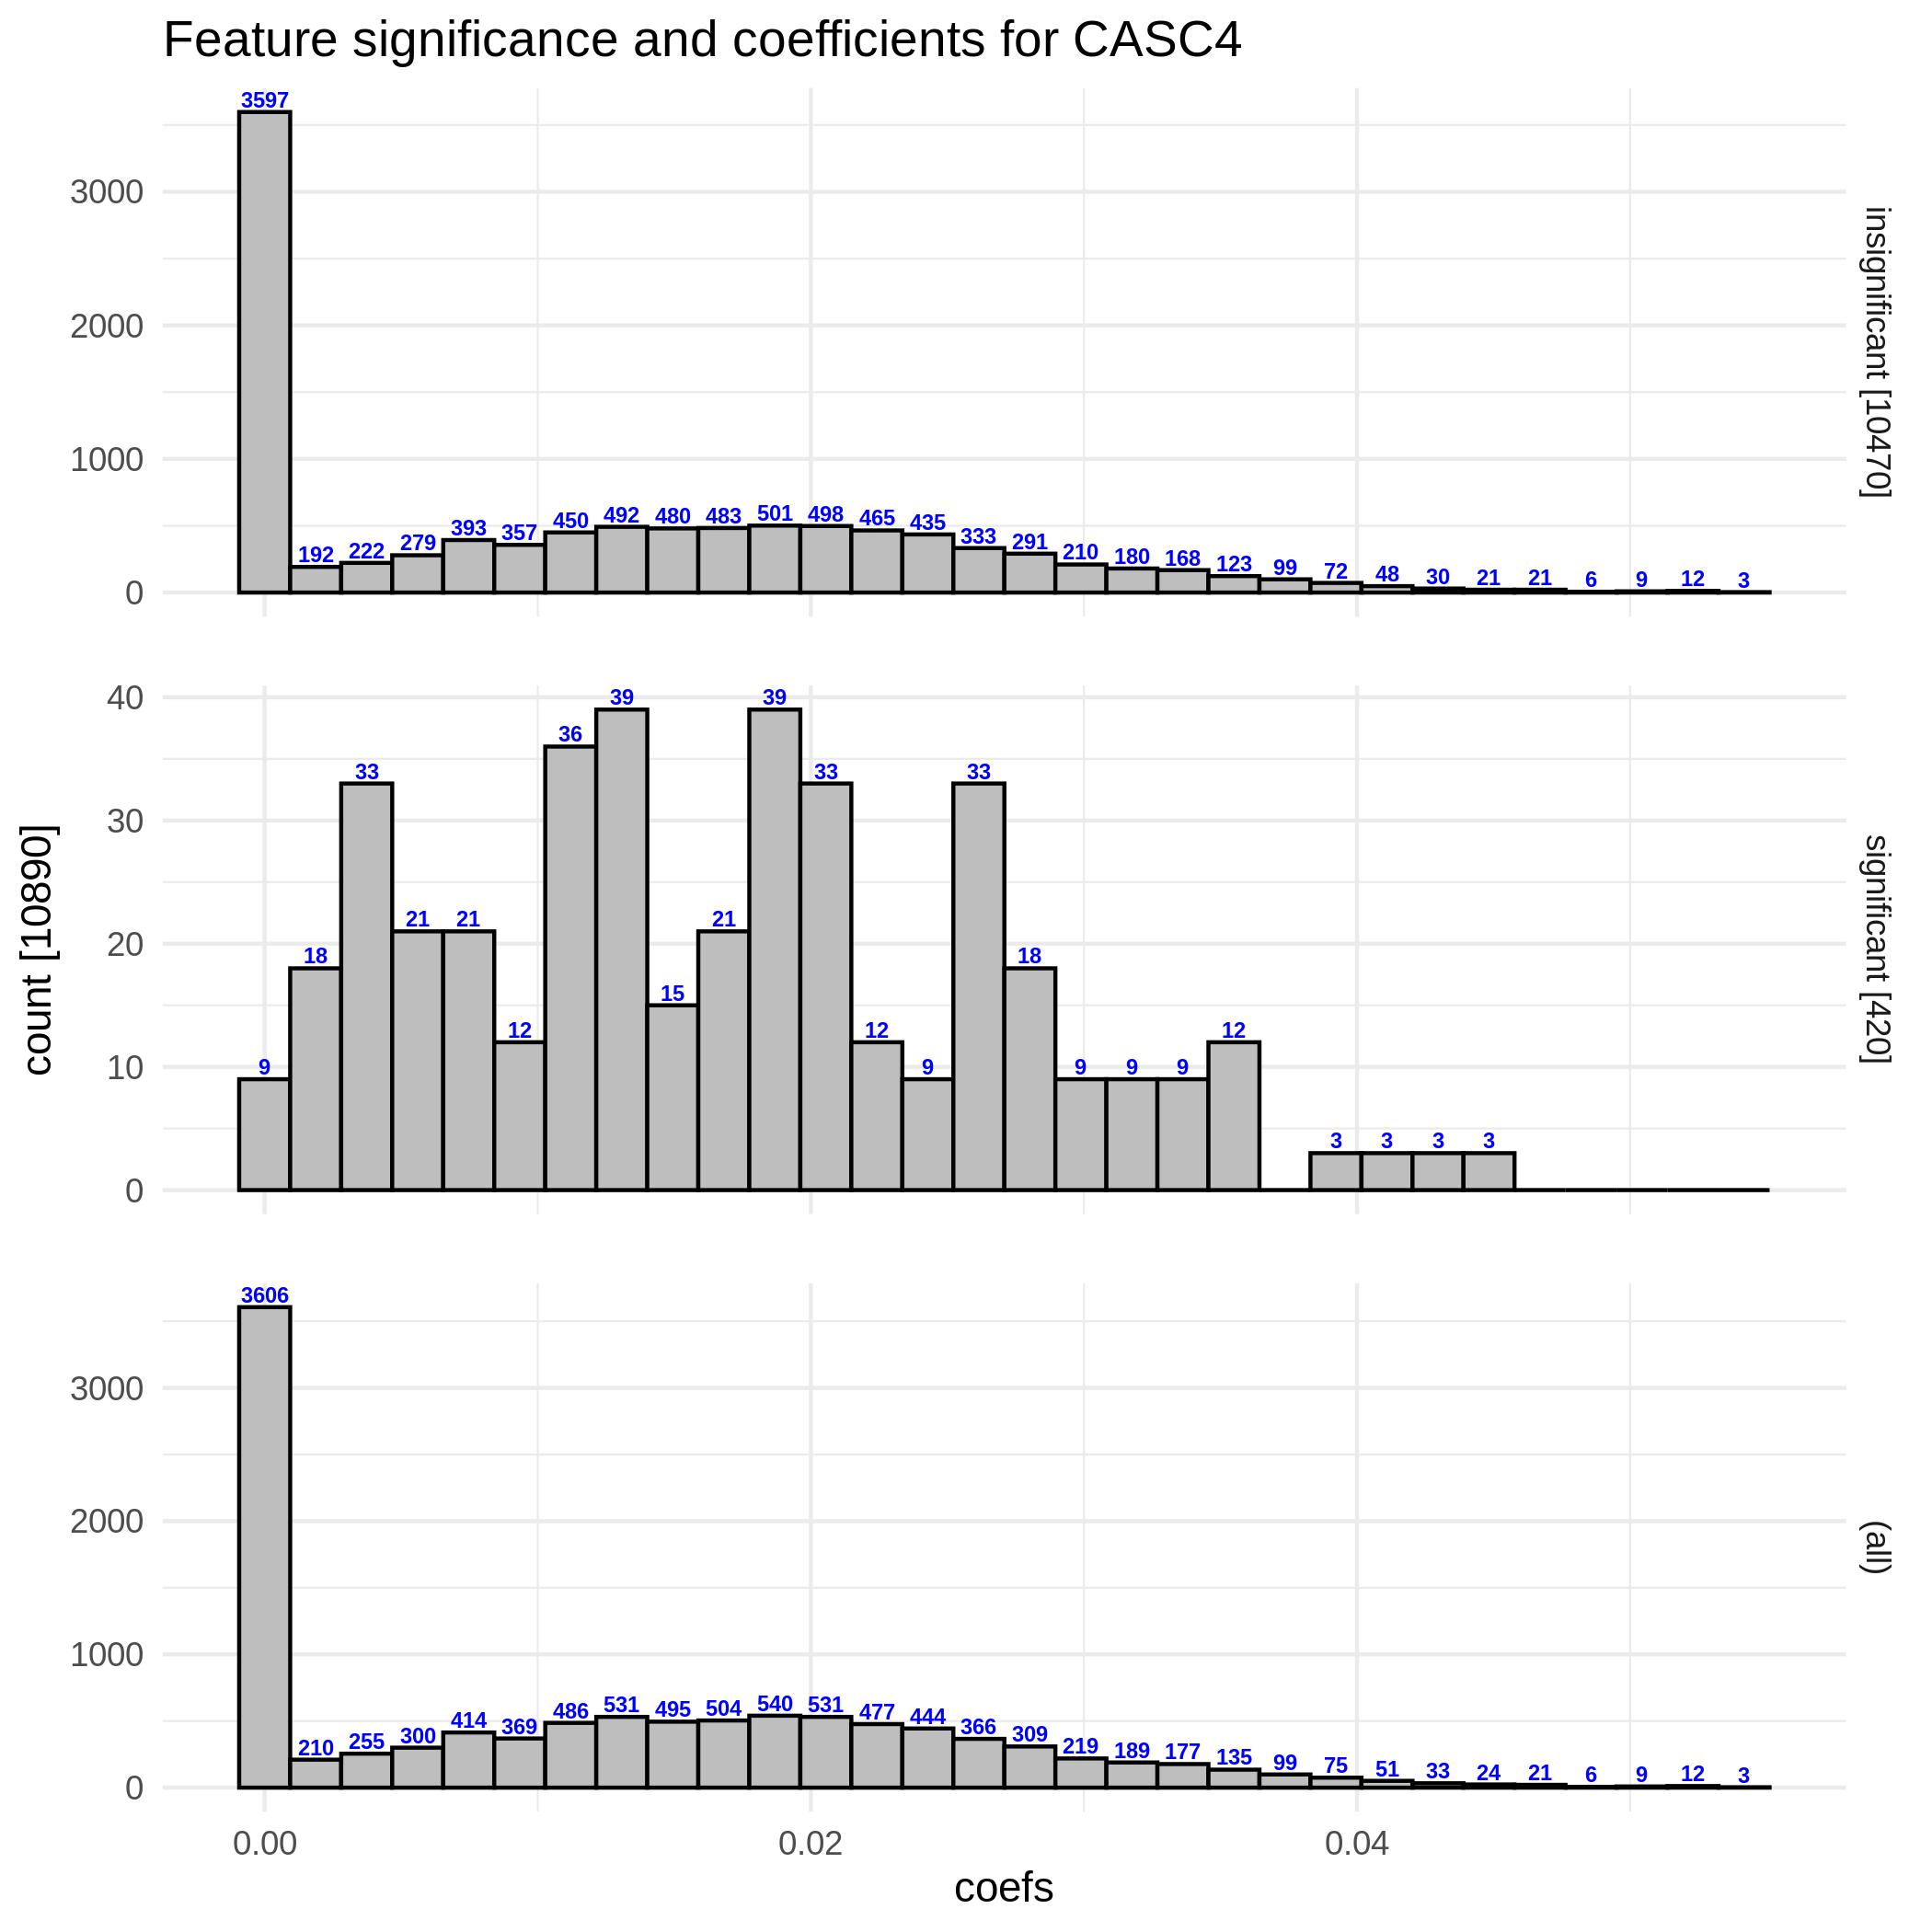 Feature significance and coefficients for CASC4
3597
3000
2000
1000
0
192 222 279 393 357 450 492 480 483 501 498 465 435 333 291 210 180 168 123 99 72 48 30 21 21 6 9 12 3
insignificant [10470]
count [10890]
40
30
20
10
0
9 18 33 21 21 12 36 39 15 21 39 33 12 9 33 18 9 9 9 12 3 3 3 3
significant [420]
3606
3000
2000
1000
0
210 255 300 414 369 486 531 495 504 540 531 477 444 366 309 219 189 177 135 99 75 51 33 24 21 6 9 12 3
(all)
0.00 0.02 0.04
coefs